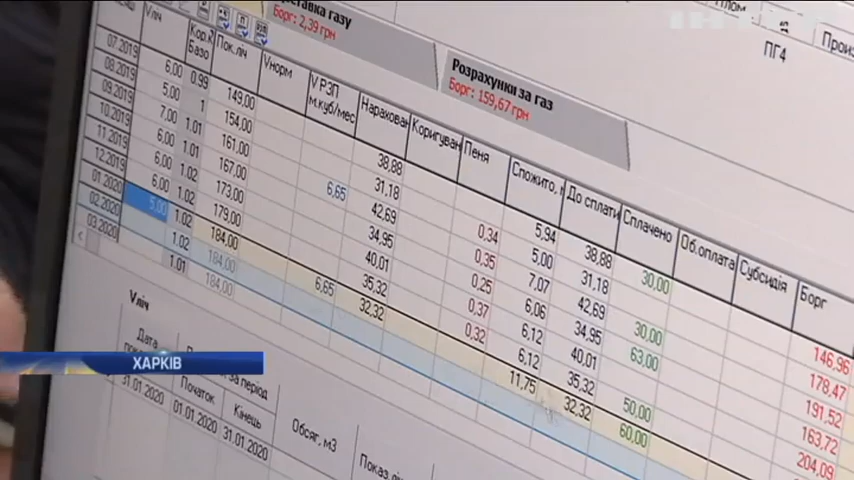 ставка газу
Борг: 2,39 грн
Розрахунки за газ
Борг: 159,67 грн
ІНТЕР
ПГ4
Vліч
Кор.
Базо
Пок.ліч
Vнорм
V РЗП
м.куб/мес
Нарахован
Коригуван
Пеня
Спожито,
До сплати
Сплачено
Об.оплата
Субсидія
Борг
07.2019
6,00
0.99
149,00
38,88
5,94
38,88
30,00
146,96
08.2019
5,00
1
154,00
31,18
0,34
5,00
31,18
178,47
09.2019
7,00
1.01
161,00
6,65
42,69
0,35
7,07
42,69
30,00
191,52
10.2019
6,00
1.01
167,00
34,95
0,25
6,06
34,95
63,00
163,72
11.2019
6,00
1.02
173,00
40,01
0,37
6,12
40,01
204,09
12.2019
6,00
1.02
179,00
35,32
0,32
6,12
35,32
50,00
01.2020
5,00
1.02
184,00
6,65
32,32
11,75
32,32
60,00
02.2020
1.02
184,00
03.2020
1.01
184,00
Vліч
Дата
за період
Початок
Кінець
Обсяг, м3
31.01.2020
01.01.2020
31.01.2020
ХАРКІВ